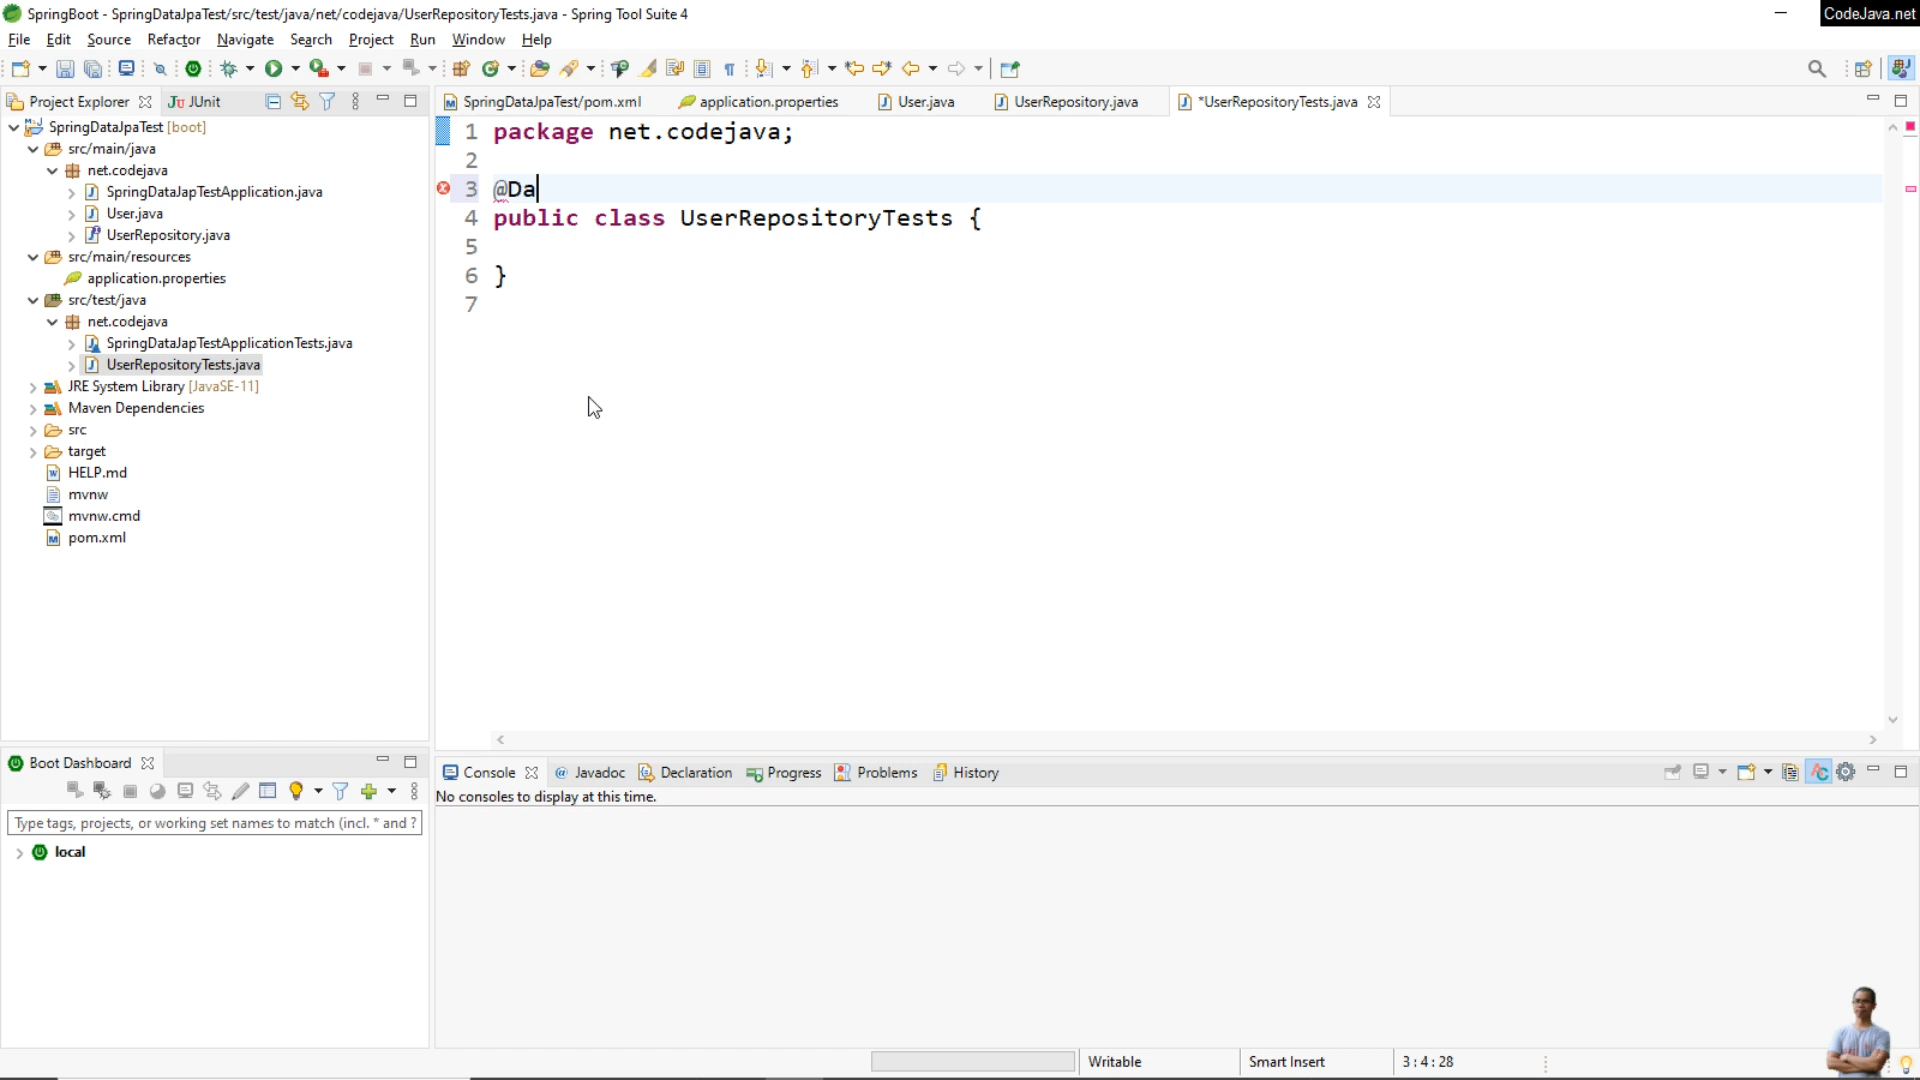 SpringBoot - SpringDataJpaTest/src/test/java/net/codejava/UserRepositoryTests.java - Spring Tool Suite 4
CodeJava.net
File Edit Source Refactor Navigate Search Project Run Window Help
Project Explorer JUnit
SpringDataJpaTest/pom.xml application.properties User.java UserRepository.java *UserRepositoryTests.java
SpringDataJpaTest [boot]
src/main/java
net.codejava
SpringDataJapTestApplication.java
User.java
UserRepository.java
src/main/resources
application.properties
src/test/java
net.codejava
SpringDataJapTestApplicationTests.java
UserRepositoryTests.java
JRE System Library [JavaSE-11]
Maven Dependencies
src
target
HELP.md
mvnw
mvnw.cmd
pom.xml
1 package net.codejava;
2
3 @Da
4 public class UserRepositoryTests {
5
6 }
7
Boot Dashboard
Type tags, projects, or working set names to match (incl. * and ?
local
Console Javadoc Declaration Progress Problems History
No consoles to display at this time.
Writable Smart Insert 3 : 4 : 28